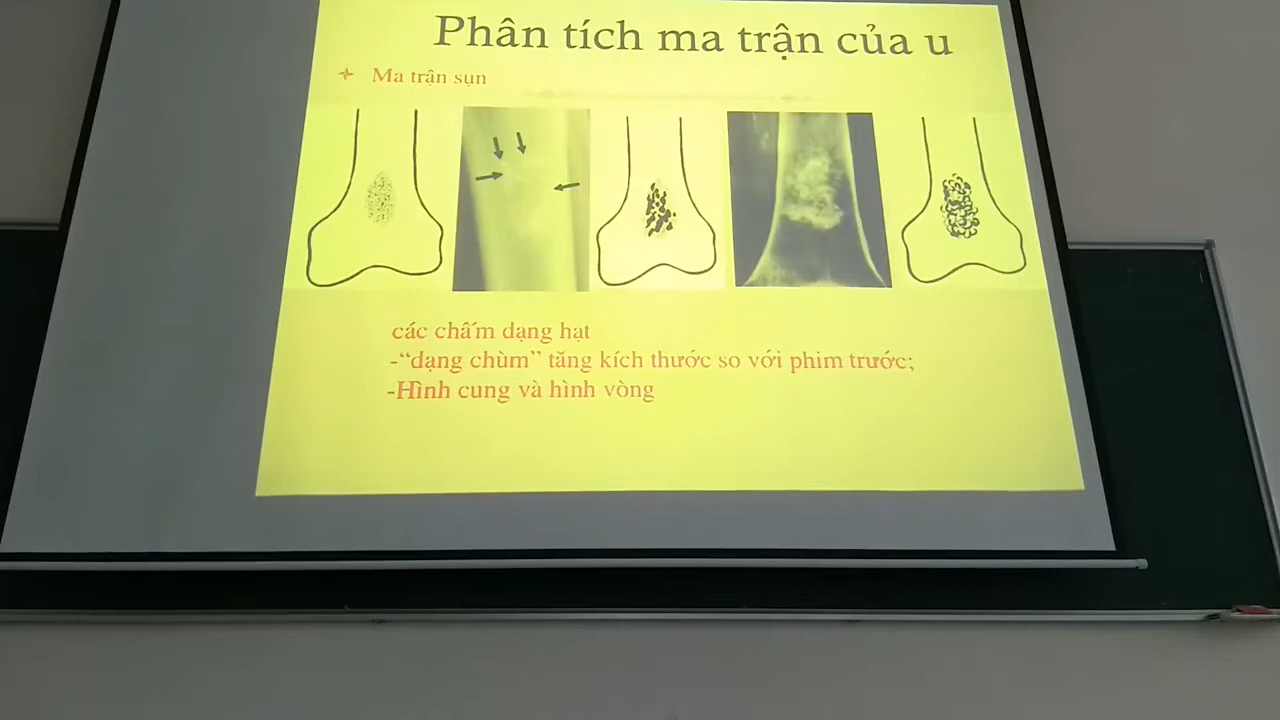 Phân tích ma trận của u
Ma trận sụn
các chấm dạng hạt
-“dạng chùm” tăng kích thước so với phim trước;
-Hình cung và hình vòng